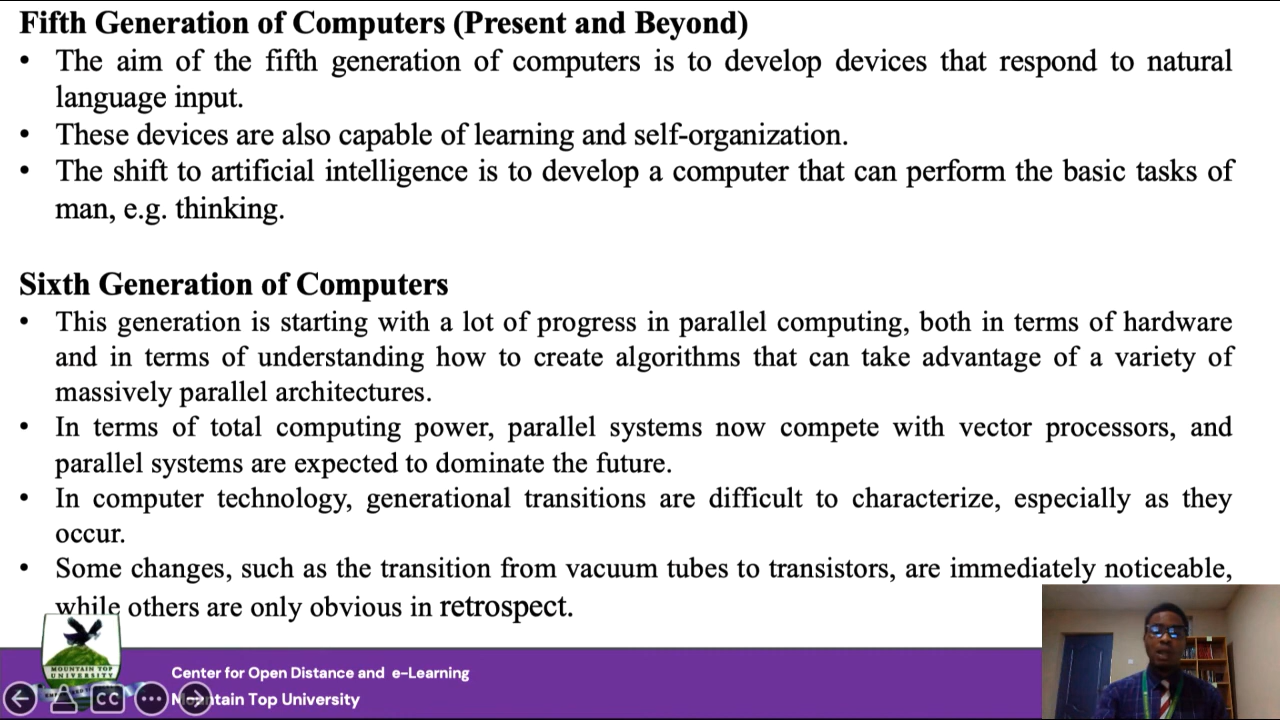 Fifth Generation of Computers (Present and Beyond)
• The aim of the fifth generation of computers is to develop devices that respond to natural
language input.
• These devices are also capable of learning and self-organization.
• The shift to artificial intelligence is to develop a computer that can perform the basic tasks of
man, e.g. thinking.
Sixth Generation of Computers
• This generation is starting with a lot of progress in parallel computing, both in terms of hardware
and in terms of understanding how to create algorithms that can take advantage of a variety of
massively parallel architectures.
• In terms of total computing power, parallel systems now compete with vector processors, and
parallel systems are expected to dominate the future.
• In computer technology, generational transitions are difficult to characterize, especially as they
occur.
• Some changes, such as the transition from vacuum tubes to transistors, are immediately noticeable,
while others are only obvious in retrospect.
MOUNTAIN TOP
UNIVERSITY
Center for Open Distance and e-Learning
Mountain Top University
CC